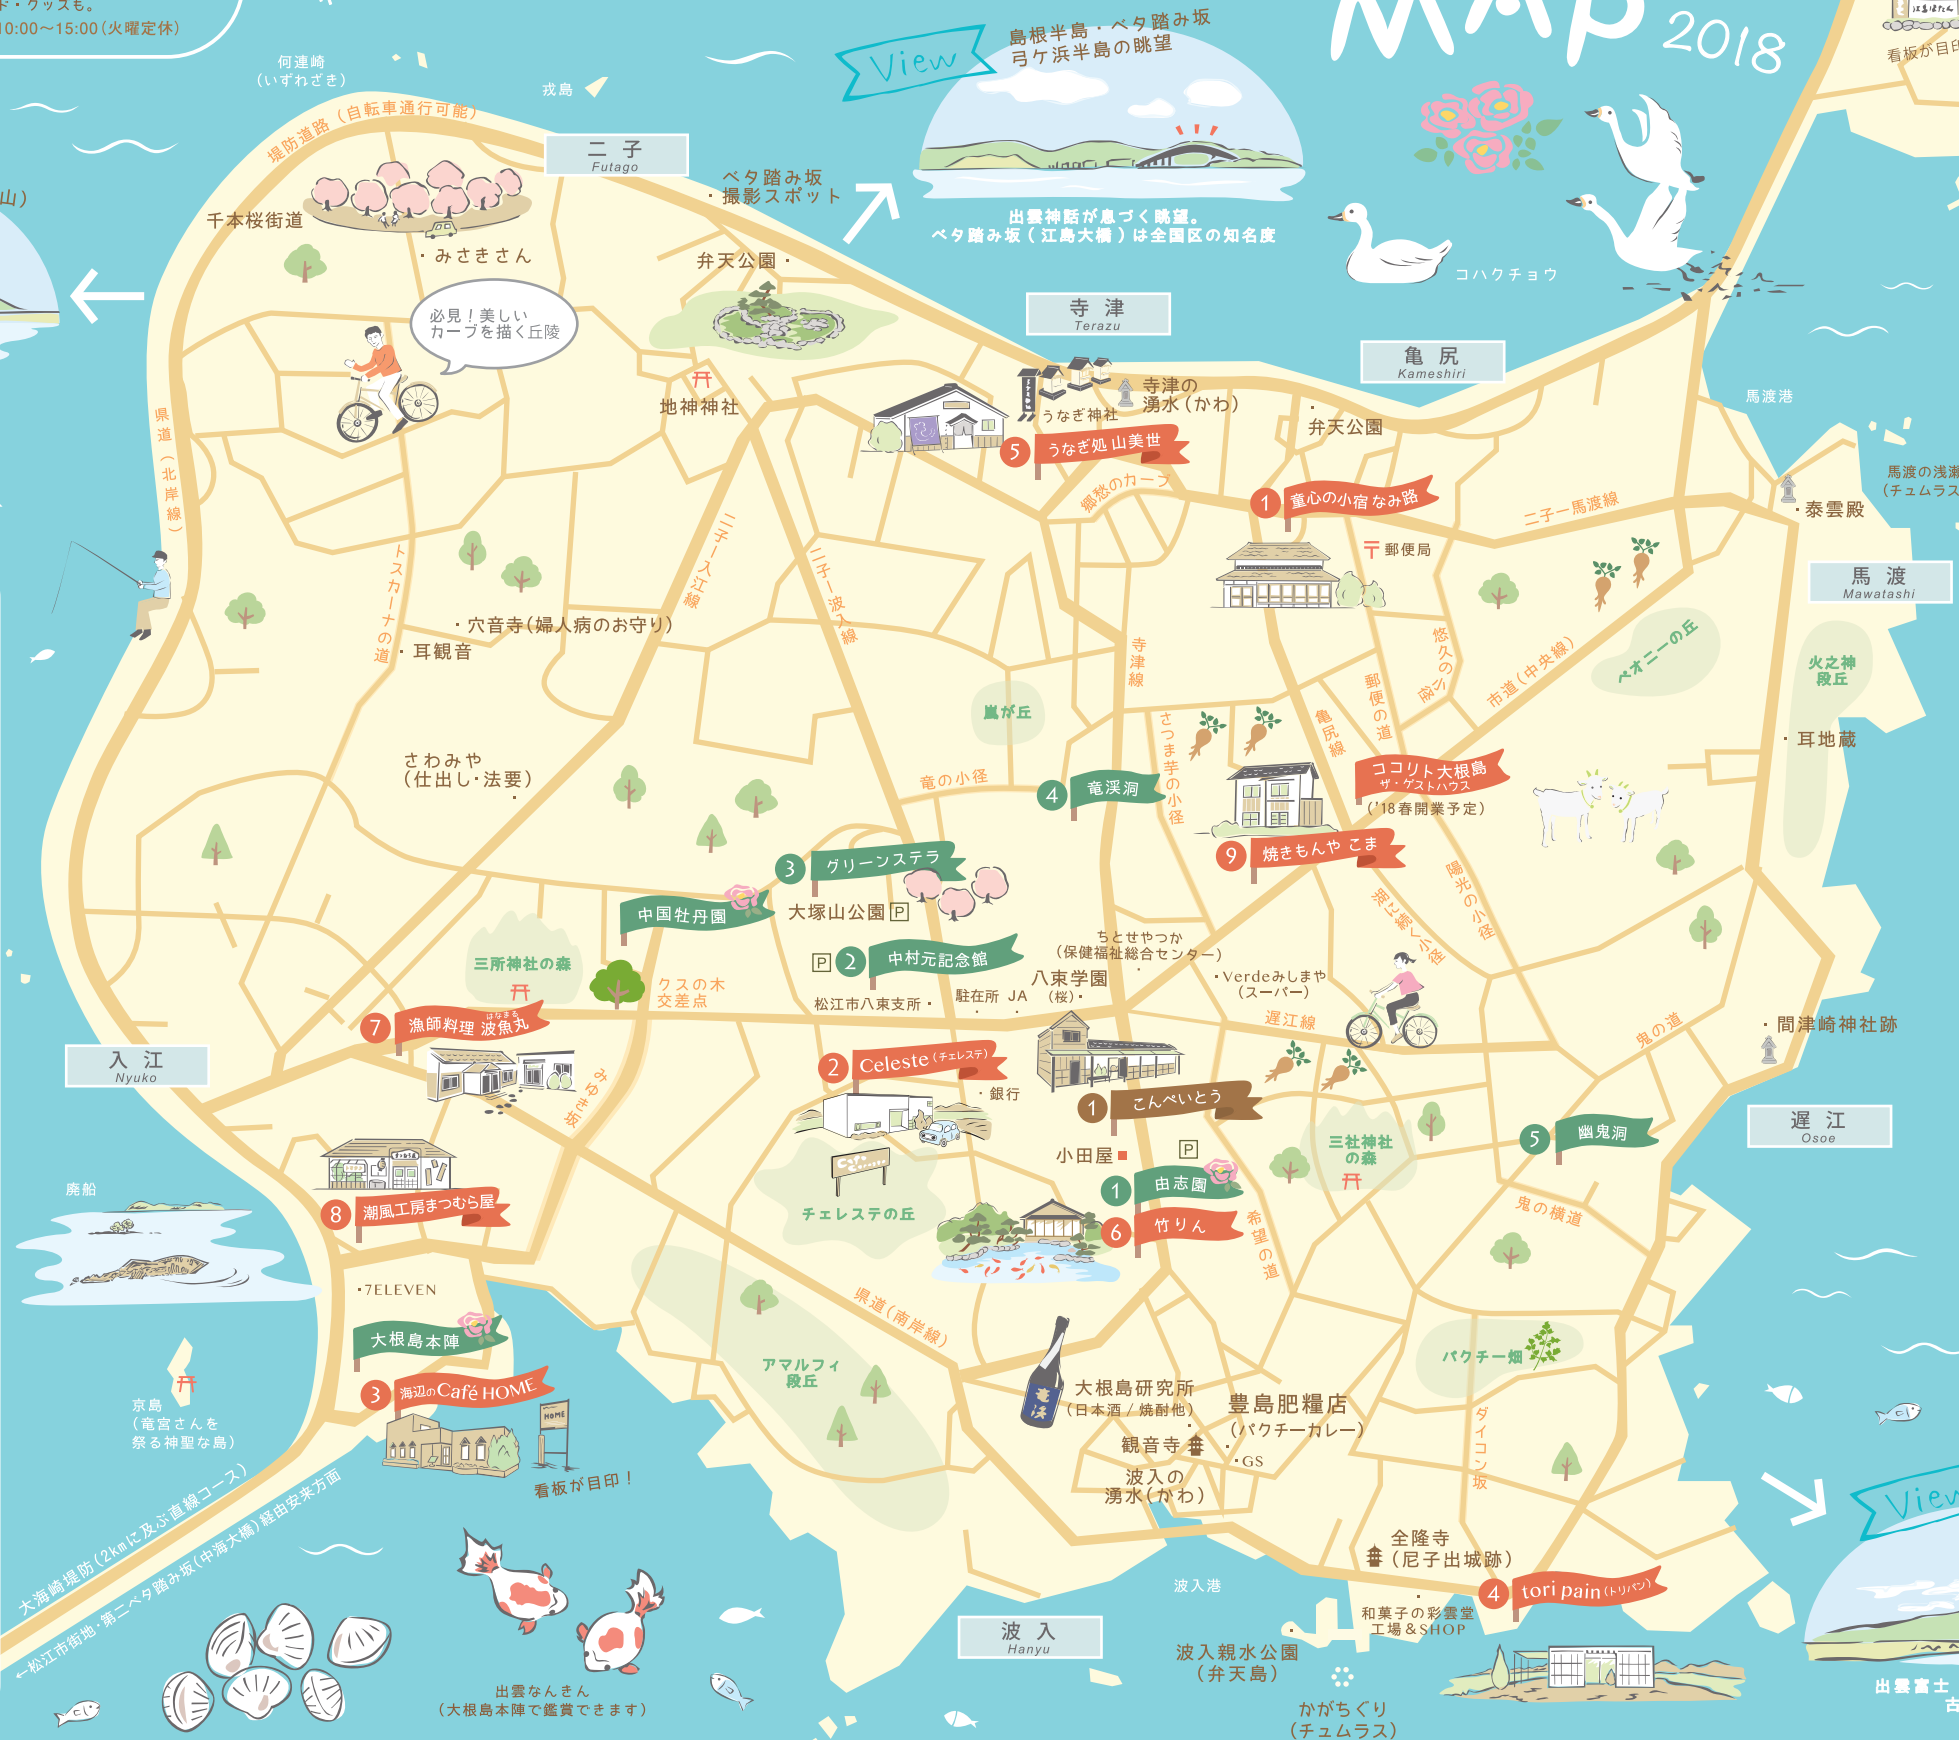 ド・グッズも。
10:00〜15:00(火曜定休)
MAP 2018
View
島根半島・ベタ踏み坂
弓ケ浜半島の眺望
出雲神話が息づく眺望。
ベタ踏み坂(江島大橋)は全国区の知名度
看板が目印
何連崎
(いずれざき)
戎島
堤防道路(自転車通行可能)
二子
Futago
ベタ踏み坂
・撮影スポット
千本桜街道
・みさきさん
山)
必見!美しい
カーブを描く丘陵
弁天公園・
地神神社
コハクチョウ
寺津
Terazu
亀尻
Kameshiri
うなぎ神社
寺津の
湧水(かわ)
5 うなぎ処 山美世
・弁天公園
馬渡港
馬渡の浅瀬
(チュムラス
・泰雲殿
馬渡
Mawatashi
県道(北岸線)
トスカーナの道
二子ー入江線
二子ー波入線
郷愁のカーブ
1 童心の小宿 なみ路
〒郵便局
二子ー馬渡線
・穴音寺(婦人病のお守り)
・耳観音
寺津線
嵐が丘
悠久の小径
郵便の道
亀尻線
市道(中央線)
ペオニーの丘
火之神
段丘
・耳地蔵
さつま芋の小径
さわみや
(仕出し・法要)
竜の小径
4 竜渓洞
ココリト大根島
ザ・ゲストハウス
('18春開業予定)
9 焼きもんや こま
3 グリーンステラ
中国牡丹園
大塚山公園 P
P 2 中村元記念館
湖に続く小径
陽光の小径
三所神社の森
クスの木
交差点
松江市八束支所・
駐在所 JA
八束学園
(桜)・
ちとせやつか
(保健福祉総合センター)
・Verdeみしまや
(スーパー)
遅江線
鬼の道
・間津崎神社跡
7 漁師料理 波魚丸
はなまる
入江
Nyuko
みゆき坂
2 Celeste(チェレステ)
・銀行
1 こんぺいとう
小田屋
P
三社神社
の森
5 幽鬼洞
遅江
Osoe
1 由志園
6 竹りん
希望の道
鬼の横道
チェレステの丘
8 潮風工房まつむら屋
廃船
・7ELEVEN
大根島本陣
3 海辺のCafé HOME
HOME
看板が目印!
京島
(竜宮さんを
祭る神聖な島)
県道(南岸線)
アマルフィ
段丘
パクチー畑
ダイコン坂
大根島研究所
(日本酒/焼酎他)
豊島肥糧店
(パクチーカレー)
観音寺
・GS
波入の
湧水(かわ)
大海崎堤防(2kmに及ぶ直線コース)
←松江市街地・第二ベタ踏み坂(中海大橋)経由安来方面
出雲なんきん
(大根島本陣で鑑賞できます)
波入港
波入
Hanyu
全隆寺
(尼子出城跡)
4 tori pain(トリパン)
和菓子の彩雲堂
工場&SHOP
波入親水公園
(弁天島)
かがちぐり
(チュムラス)
View
出雲富士
古